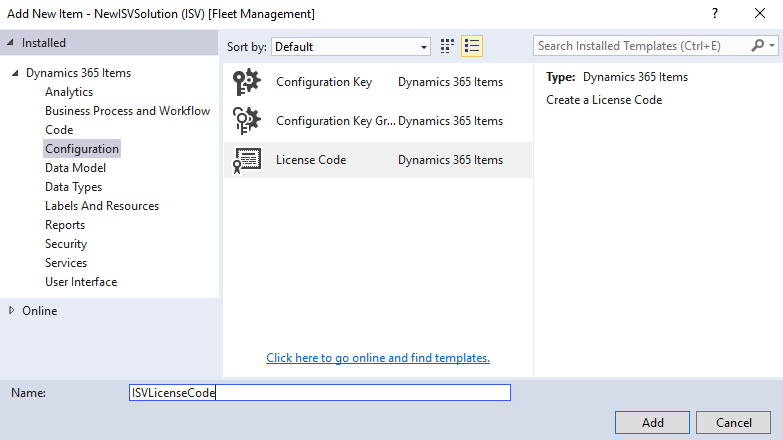 Add New Item - NewISVSolution (ISV) [Fleet Management]
Installed
Sort by: Default
Search Installed Templates (Ctrl+E)
Dynamics 365 Items
Analytics
Business Process and Workflow
Code
Configuration
Data Model
Data Types
Labels And Resources
Reports
Security
Services
User Interface
Online
Configuration Key Dynamics 365 Items
Configuration Key Gr... Dynamics 365 Items
License Code Dynamics 365 Items
Click here to go online and find templates.
Type: Dynamics 365 Items
Create a License Code
Name: ISVLicenseCode
Add Cancel